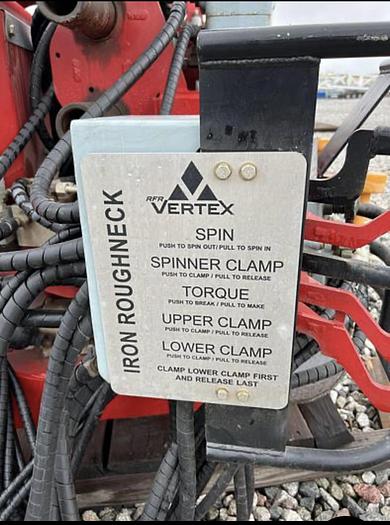 IRON ROUGHNECK
RFR
VERTEX
SPIN
PUSH TO SPIN OUT/PULL TO SPIN IN
SPINNER CLAMP
PUSH TO CLAMP / PULL TO RELEASE
TORQUE
PUSH TO BREAK / PULL TO MAKE
UPPER CLAMP
PUSH TO CLAMP / PULL TO RELEASE
LOWER CLAMP
PUSH TO CLAMP / PULL TO RELEASE
CLAMP LOWER CLAMP FIRST
AND RELEASE LAST